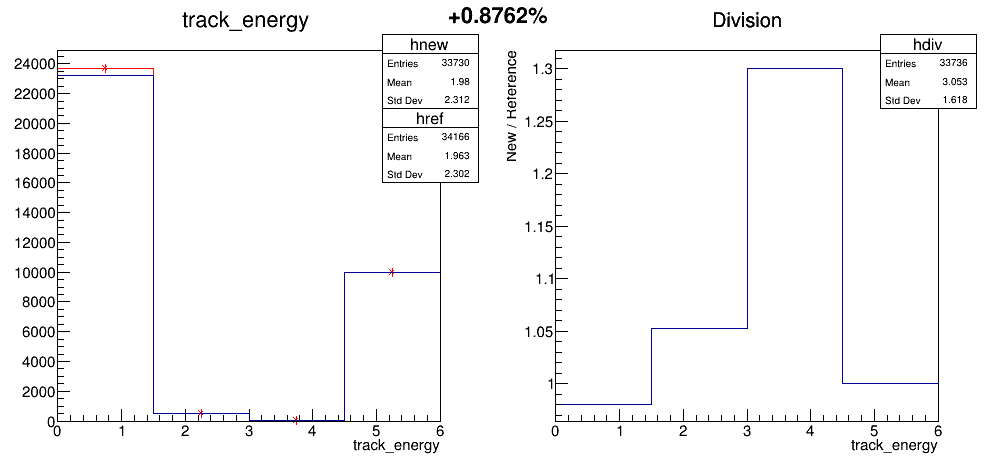 +0.8762%
track_energy
hnew
Entries 33730
Mean 1.98
Std Dev 2.312
href
Entries 34166
Mean 1.963
Std Dev 2.302
24000
22000
20000
18000
16000
14000
12000
10000
8000
6000
4000
2000
0
0 1 2 3 4 5 6
track_energy
Division
hdiv
Entries 33736
Mean 3.053
Std Dev 1.618
New / Reference
1.3
1.25
1.2
1.15
1.1
1.05
1
0 1 2 3 4 5 6
track_energy